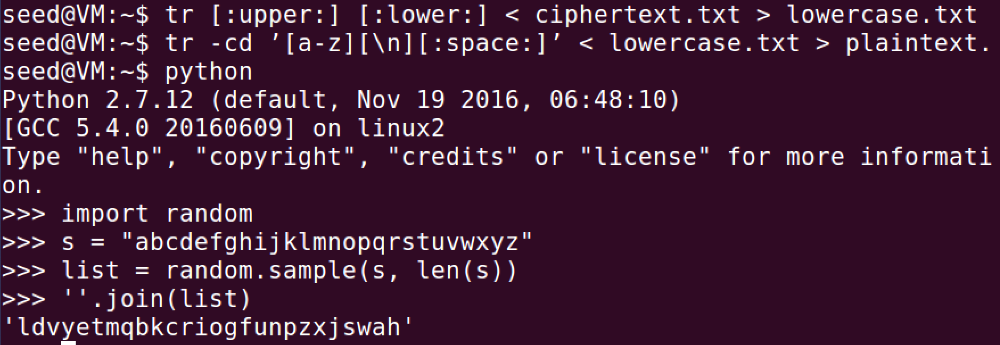 seed@VM:~$ tr [:upper:] [:lower:] < ciphertext.txt > lowercase.txt
seed@VM:~$ tr -cd ’[a-z][\n][:space:]’ < lowercase.txt > plaintext.
seed@VM:~$ python
Python 2.7.12 (default, Nov 19 2016, 06:48:10)
[GCC 5.4.0 20160609] on linux2
Type "help", "copyright", "credits" or "license" for more informati
on.
>>> import random
>>> s = "abcdefghijklmnopqrstuvwxyz"
>>> list = random.sample(s, len(s))
>>> ''.join(list)
'ldvyetmqbkcriogfunpzxjswah'